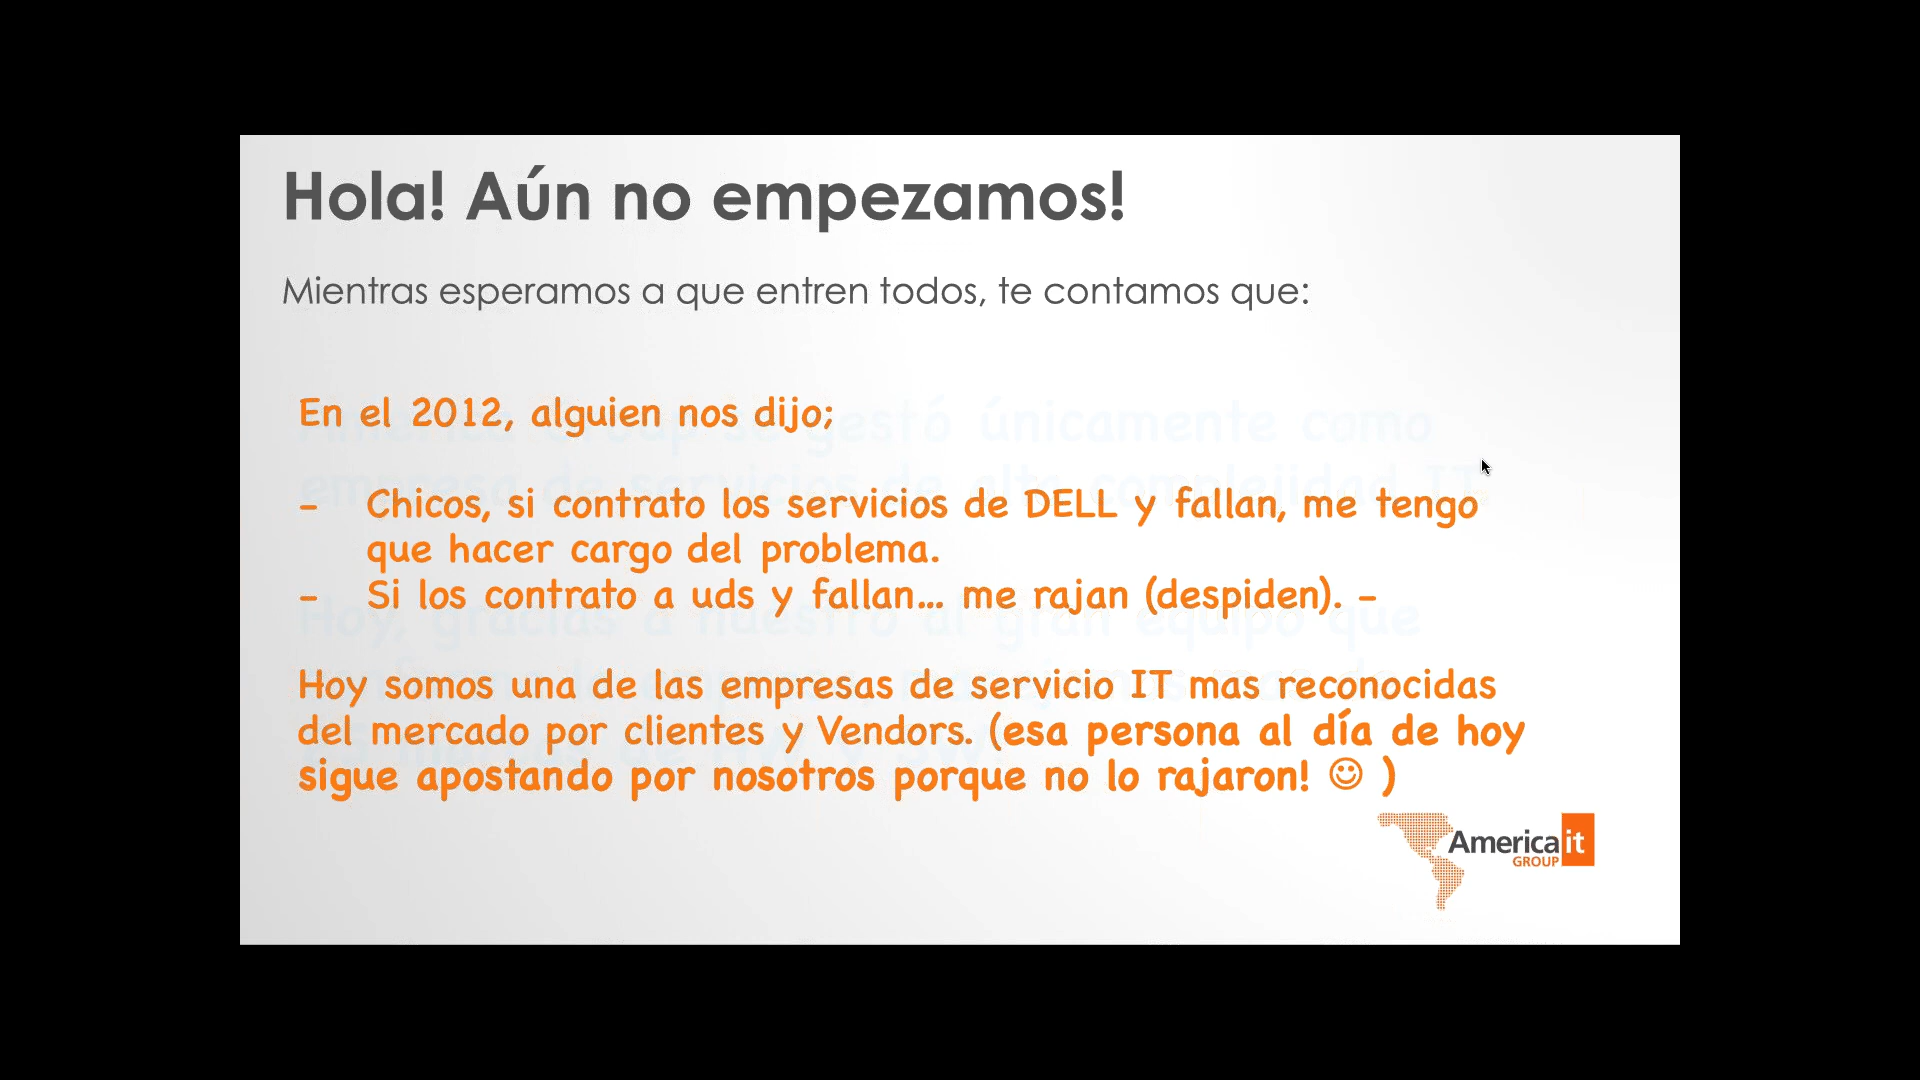 Hola! Aún no empezamos!
Mientras esperamos a que entren todos, te contamos que:
En el 2012, alguien nos dijo;
- Chicos, si contrato los servicios de DELL y fallan, me tengo
que hacer cargo del problema.
- Si los contrato a uds y fallan... me rajan (despiden). -
Hoy somos una de las empresas de servicio IT mas reconocidas
del mercado por clientes y Vendors. (esa persona al día de hoy
sigue apostando por nosotros porque no lo rajaron! ☺ )
America it
GROUP